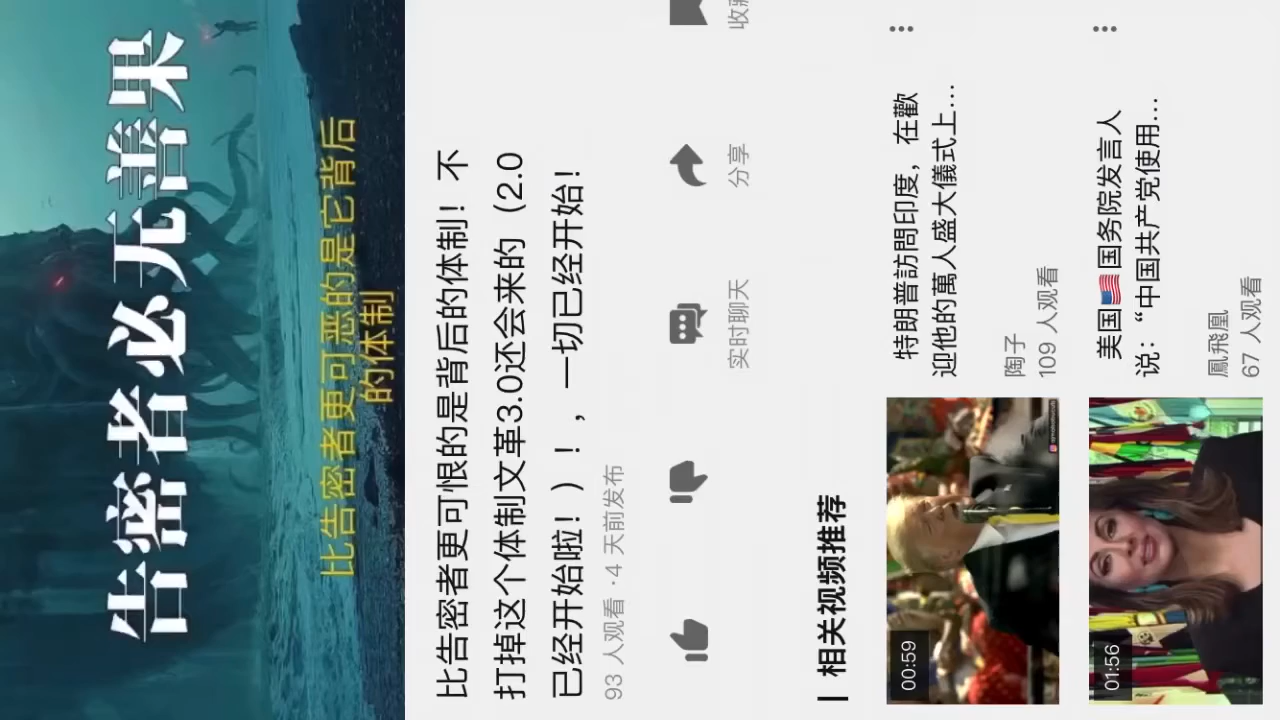 告密者必无善果
比告密者更可恶的是它背后
的体制
比告密者更可恨的是背后的体制！不
打掉这个体制文革3.0还会来的（2.0
已经开始啦！）！，一切已经开始！
93 人观看 · 4 天前发布
实时聊天
分享
相关视频推荐
00:59
特朗普訪問印度，在歡
迎他的萬人盛大儀式上…
陶子
109 人观看
01:56
美国🇺🇸国务院发言人
说：“中国共产党使用…
鳳飛凰
67 人观看